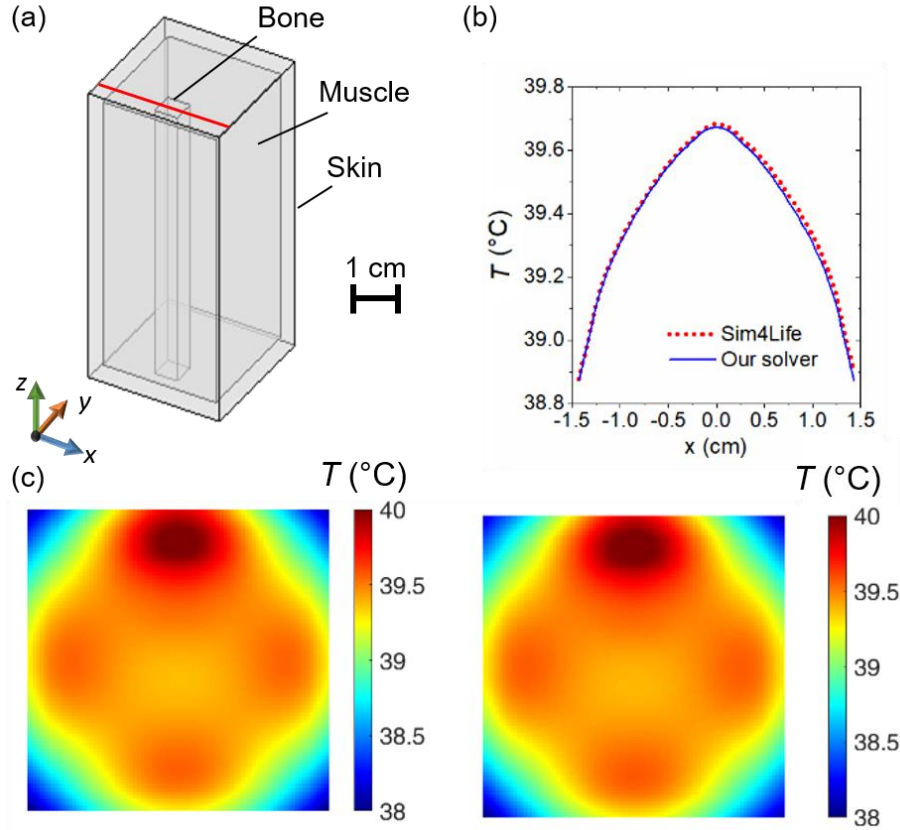 (a)
Bone
Muscle
Skin
1 cm
z
y
x
(b)
39.8
39.6
39.4
39.2
39.0
38.8
T (°C)
Sim4Life
Our solver
-1.5 -1.0 -0.5 0.0 0.5 1.0 1.5
x (cm)
(c)
T (°C)
40
39.5
39
38.5
38
T (°C)
40
39.5
39
38.5
38